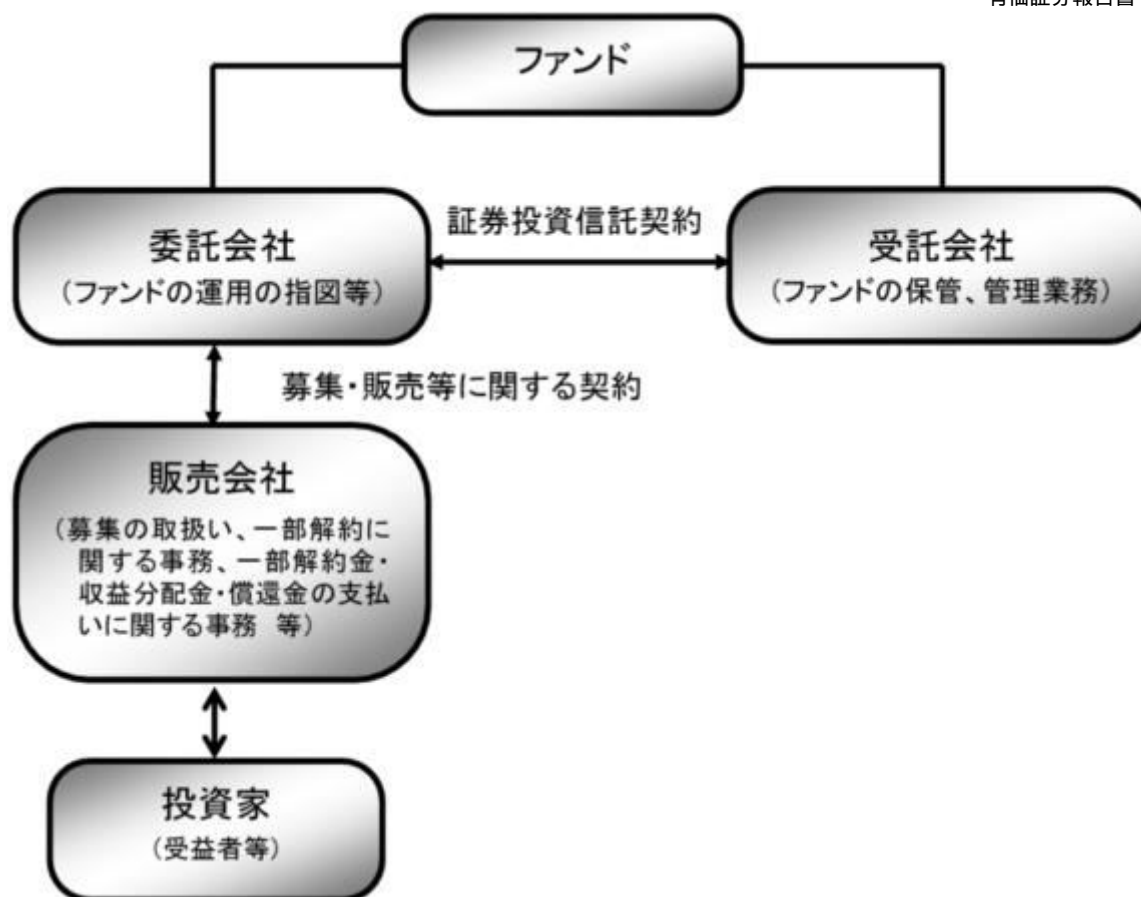 ファンド
証券投資信託契約
委託会社
（ファンドの運用の指図等）
受託会社
（ファンドの保管、管理業務）
募集・販売等に関する契約
販売会社
（募集の取扱い、一部解約に
関する事務、一部解約金・
収益分配金・償還金の支払
いに関する事務　等）
投資家
（受益者等）